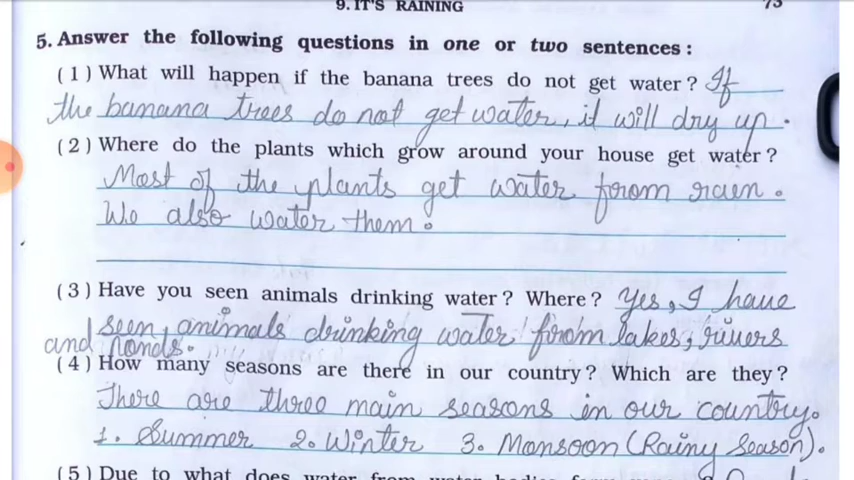 9. IT'S RAINING 73
5. Answer the following questions in one or two sentences :
(1) What will happen if the banana trees do not get water ? If
the banana trees do not get water, it will dry up.
(2) Where do the plants which grow around your house get water ?
Most of the plants get water from rain.
We also water them.
(3) Have you seen animals drinking water ? Where ? Yes, I have
seen animals drinking water from lakes, rivers
and ponds.
(4) How many seasons are there in our country ? Which are they ?
There are three main seasons in our country.
1. Summer 2. Winter 3. Monsoon (Rainy Season).
(5) Due to what does water from water bodies